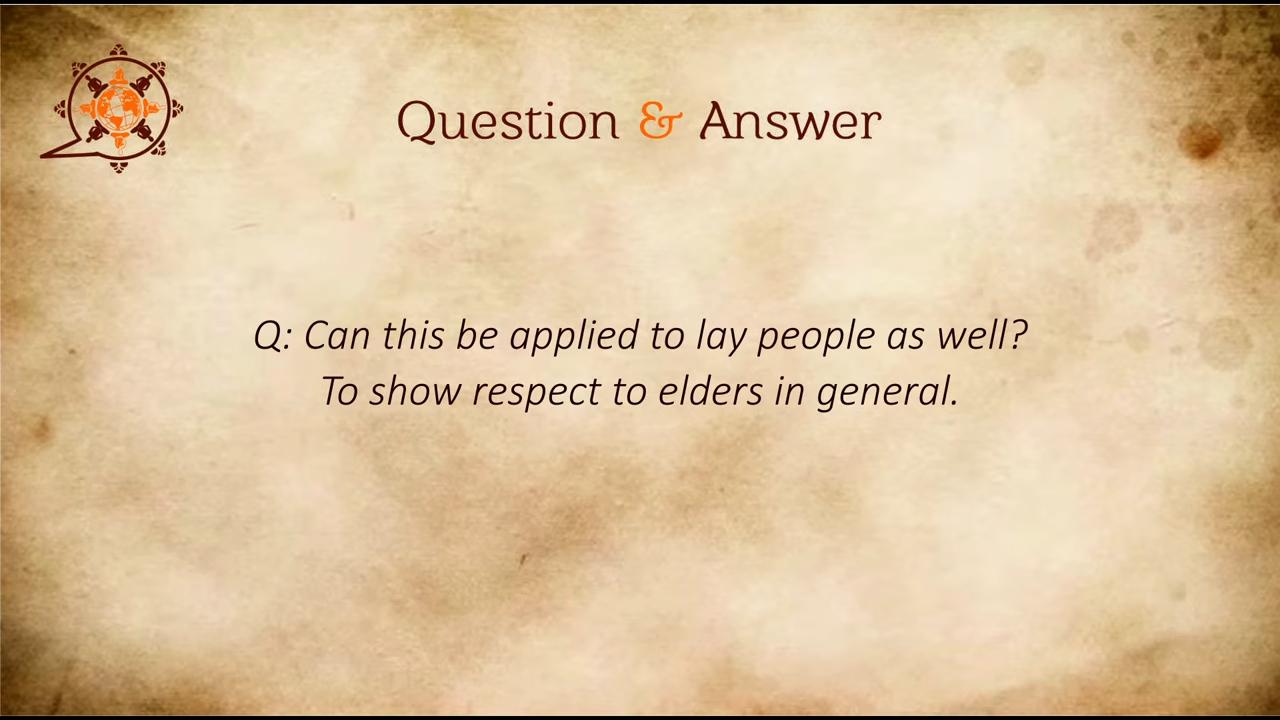 Question & Answer
Q: Can this be applied to lay people as well?
To show respect to elders in general.